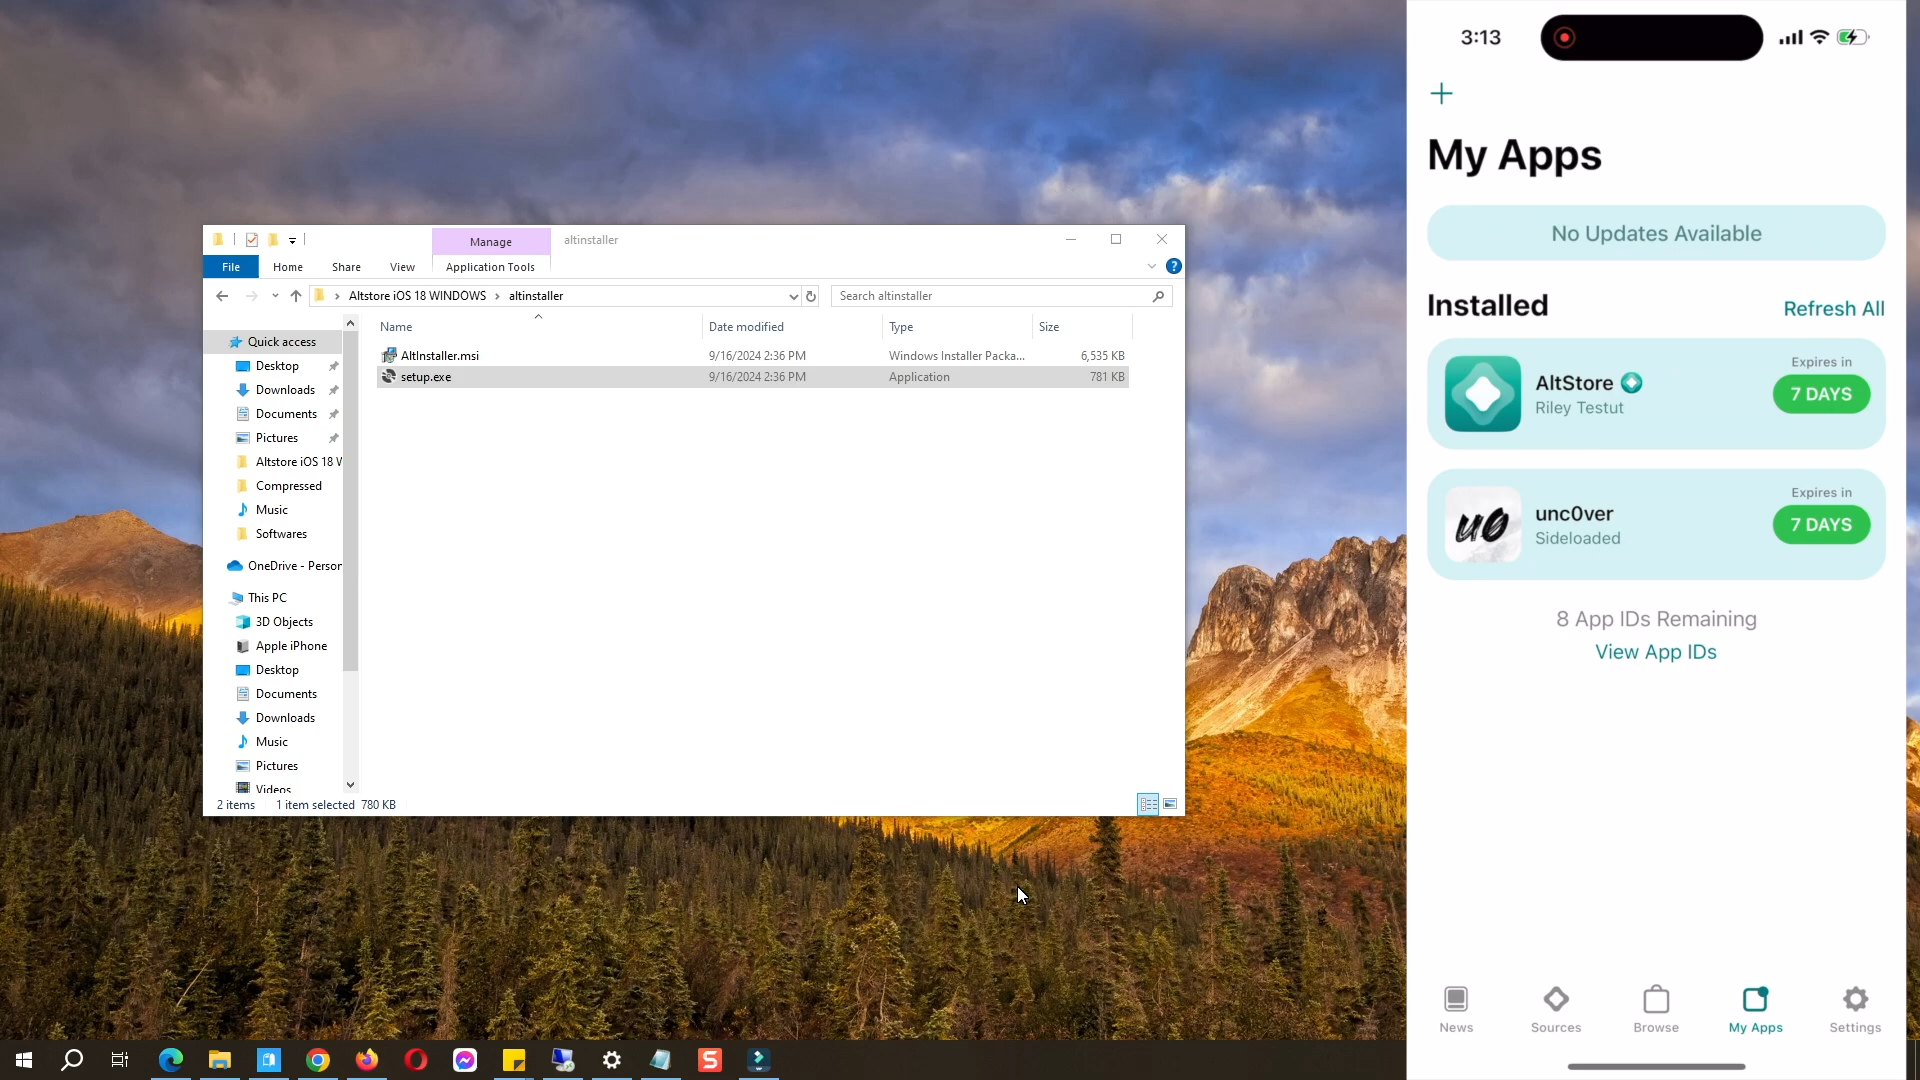 Manage
altinstaller
File
Home
Share
View
Application Tools
Altstore iOS 18 WINDOWS
altinstaller
Search altinstaller
Name
Date modified
Type
Size
AltInstaller.msi
9/16/2024 2:36 PM
Windows Installer Packa...
6,535 KB
setup.exe
9/16/2024 2:36 PM
Application
781 KB
Quick access
Desktop
Downloads
Documents
Pictures
Altstore iOS 18 W
Compressed
Music
Softwares
OneDrive - Person
This PC
3D Objects
Apple iPhone
Desktop
Documents
Downloads
Music
Pictures
Videos
2 items
1 item selected 780 KB
3:13
My Apps
No Updates Available
Installed
Refresh All
AltStore
Riley Testut
Expires in
7 DAYS
u0
unc0ver
Sideloaded
Expires in
7 DAYS
8 App IDs Remaining
View App IDs
News
Sources
Browse
My Apps
Settings